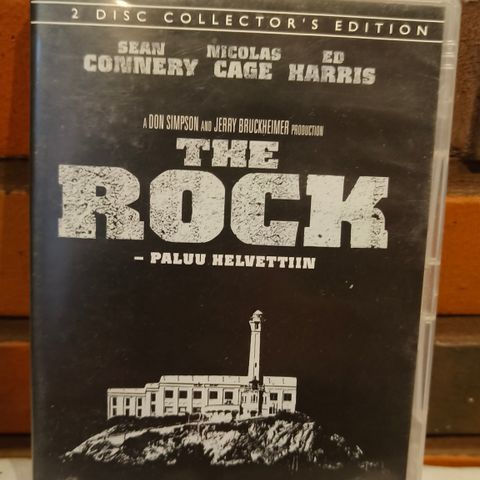 2 DISC COLLECTOR'S EDITION
SEAN NICOLAS ED
CONNERY CAGE HARRIS
A DON SIMPSON AND JERRY BRUCKHEIMER PRODUCTION
THE
ROCK
– PALUU HELVETTIIN